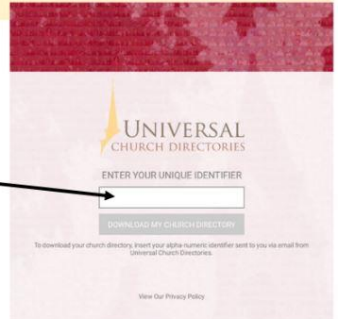 UNIVERSAL
CHURCH DIRECTORIES
ENTER YOUR UNIQUE IDENTIFIER
DOWNLOAD MY CHURCH DIRECTORY
To download your church directory, insert your alpha numeric identifier sent to you via email from
Universal Church Directories.
View Our Privacy Policy